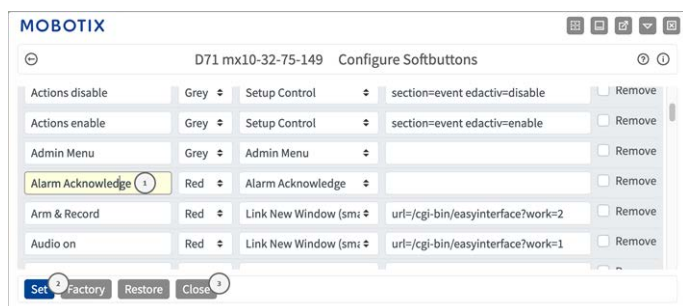 MOBOTIX
D71 mx10-32-75-149 Configure Softbuttons
Actions disable Grey Setup Control section=event edactiv=disable Remove
Actions enable Grey Setup Control section=event edactiv=enable Remove
Admin Menu Grey Admin Menu Remove
Alarm Acknowledge 1 Red Alarm Acknowledge Remove
Arm & Record Red Link New Window (sma url=/cgi-bin/easyinterface?work=2 Remove
Audio on Red Link New Window (sma url=/cgi-bin/easyinterface?work=1 Remove
Set 2 Factory Restore Close 3